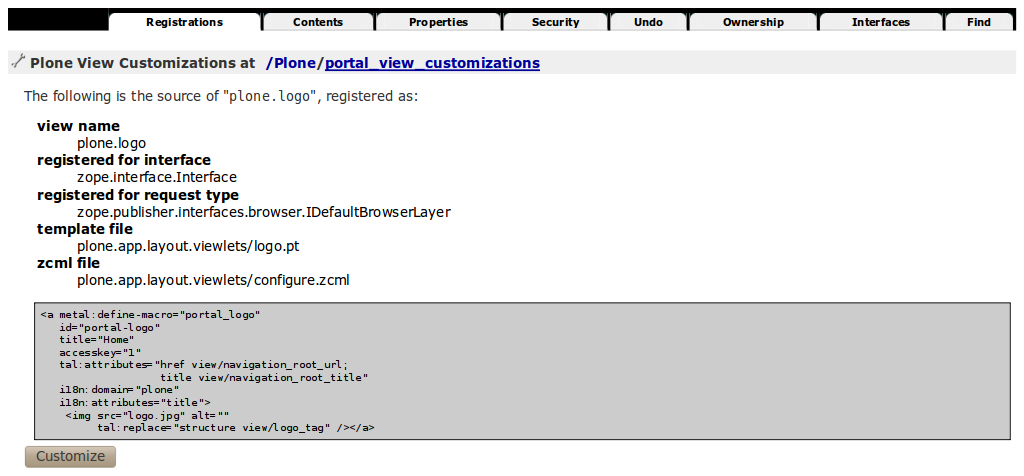 Registrations Contents Properties Security Undo Ownership Interfaces Find
Plone View Customizations at /Plone/portal_view_customizations
The following is the source of "plone.logo", registered as:
view name
plone.logo
registered for interface
zope.interface.Interface
registered for request type
zope.publisher.interfaces.browser.IDefaultBrowserLayer
template file
plone.app.layout.viewlets/logo.pt
zcml file
plone.app.layout.viewlets/configure.zcml
<a metal:define-macro="portal_logo"
id="portal-logo"
title="Home"
accesskey="1"
tal:attributes="href view/navigation_root_url;
title view/navigation_root_title"
i18n:domain="plone"
i18n:attributes="title">
<img src="logo.jpg" alt=""
tal:replace="structure view/logo_tag" /></a>
Customize